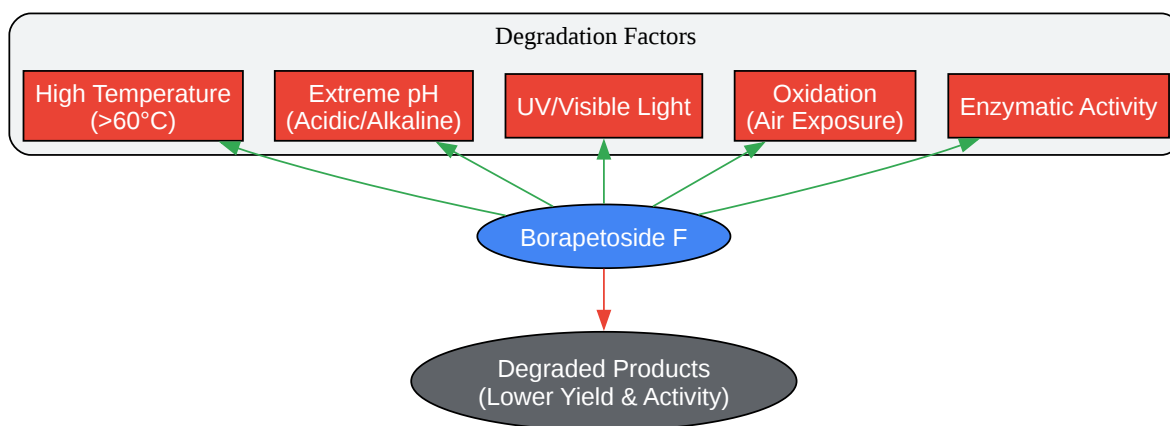 Degradation Factors
High Temperature
(>60°C)
Extreme pH
(Acidic/Alkaline)
UV/Visible Light
Oxidation
(Air Exposure)
Enzymatic Activity
Borapetoside F
Degraded Products
(Lower Yield & Activity)